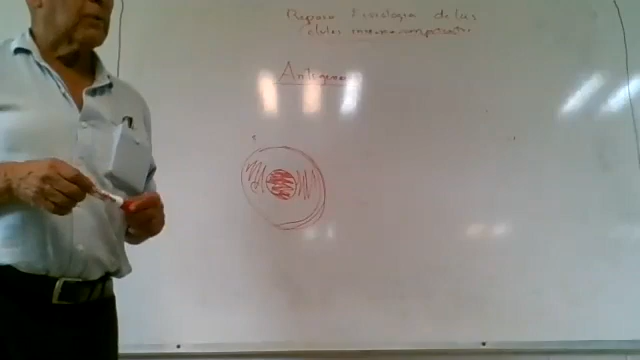 Repaso Fisiología de las
Células inmunocompetentes
Antígeno